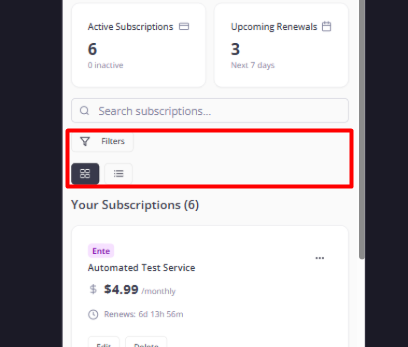 Active Subscriptions
6
0 inactive
Upcoming Renewals
3
Next 7 days
Search subscriptions...
Filters
Your Subscriptions (6)
Ente
Automated Test Service
...
$ $4.99 /monthly
Renews: 6d 13h 56m
Edit
Delete